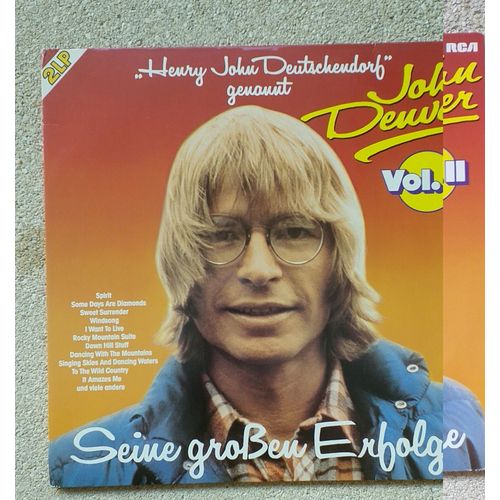 2LP
RCA
„Henry John Deutschendorf"
genannt
John
Denver
Vol. II
Spirit
Some Days Are Diamonds
Sweet Surrender
Windsong
I Want To Live
Rocky Mountain Suite
Down Hill Stuff
Dancing With The Mountains
Singing Skies And Dancing Waters
To The Wild Country
It Amazes Me
und viele andere
Seine großen Erfolge